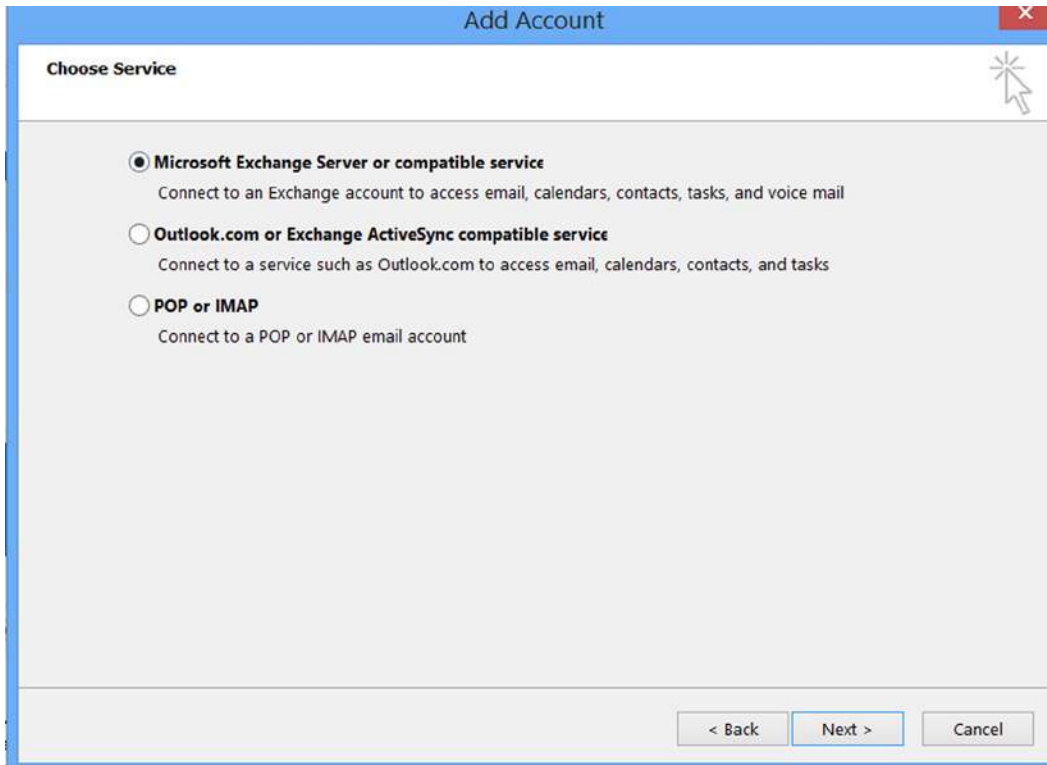 Add Account
Choose Service
Microsoft Exchange Server or compatible service
Connect to an Exchange account to access email, calendars, contacts, tasks, and voice mail
Outlook.com or Exchange ActiveSync compatible service
Connect to a service such as Outlook.com to access email, calendars, contacts, and tasks
POP or IMAP
Connect to a POP or IMAP email account
< Back Next > Cancel